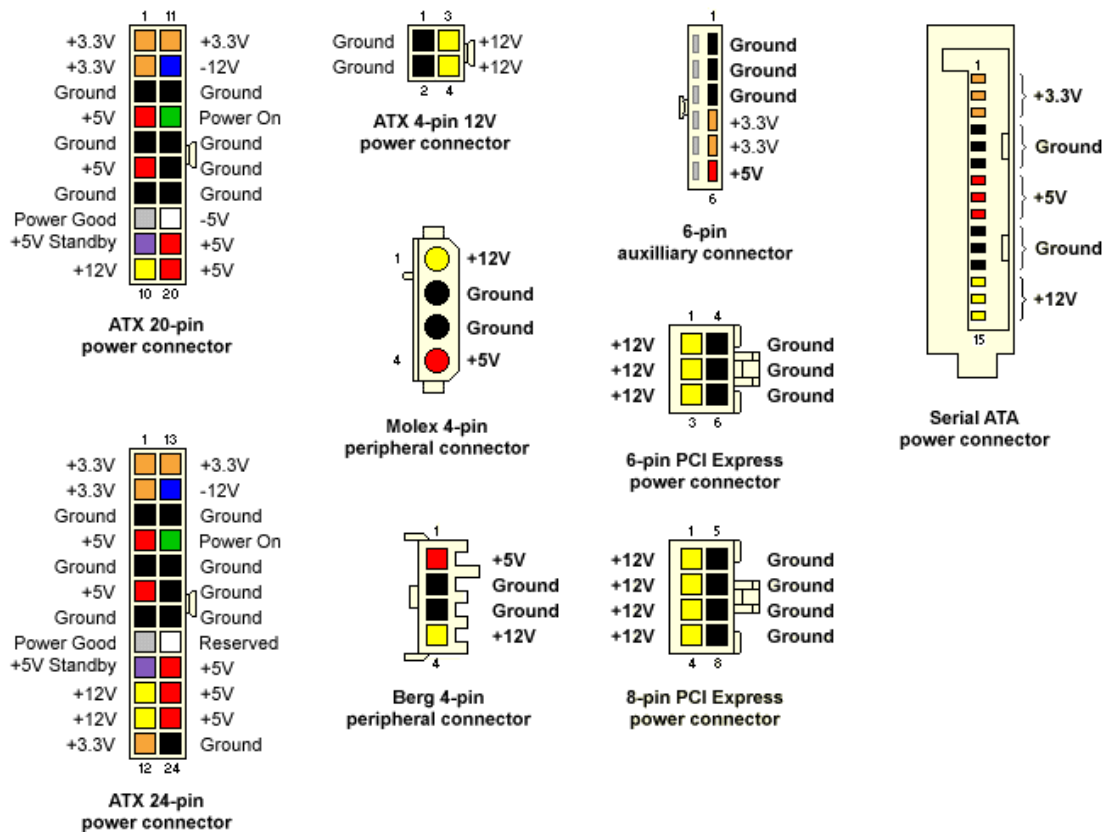 1 11
+3.3V +3.3V
+3.3V -12V
Ground Ground
+5V Power On
Ground Ground
+5V Ground
Ground Ground
Power Good -5V
+5V Standby +5V
+12V +5V
10 20
ATX 20-pin
power connector
1 13
+3.3V +3.3V
+3.3V -12V
Ground Ground
+5V Power On
Ground Ground
+5V Ground
Ground Ground
Power Good Reserved
+5V Standby +5V
+12V +5V
+12V +5V
+3.3V Ground
12 24
ATX 24-pin
power connector
1 3
Ground +12V
Ground +12V
2 4
ATX 4-pin 12V
power connector
1 +12V
Ground
Ground
4 +5V
Molex 4-pin
peripheral connector
1
+5V
Ground
Ground
+12V
4
Berg 4-pin
peripheral connector
1
Ground
Ground
Ground
+3.3V
+3.3V
+5V
6
6-pin
auxilliary connector
1 4
+12V Ground
+12V Ground
+12V Ground
3 6
6-pin PCI Express
power connector
1 5
+12V Ground
+12V Ground
+12V Ground
+12V Ground
4 8
8-pin PCI Express
power connector
1
+3.3V
Ground
+5V
Ground
+12V
15
Serial ATA
power connector